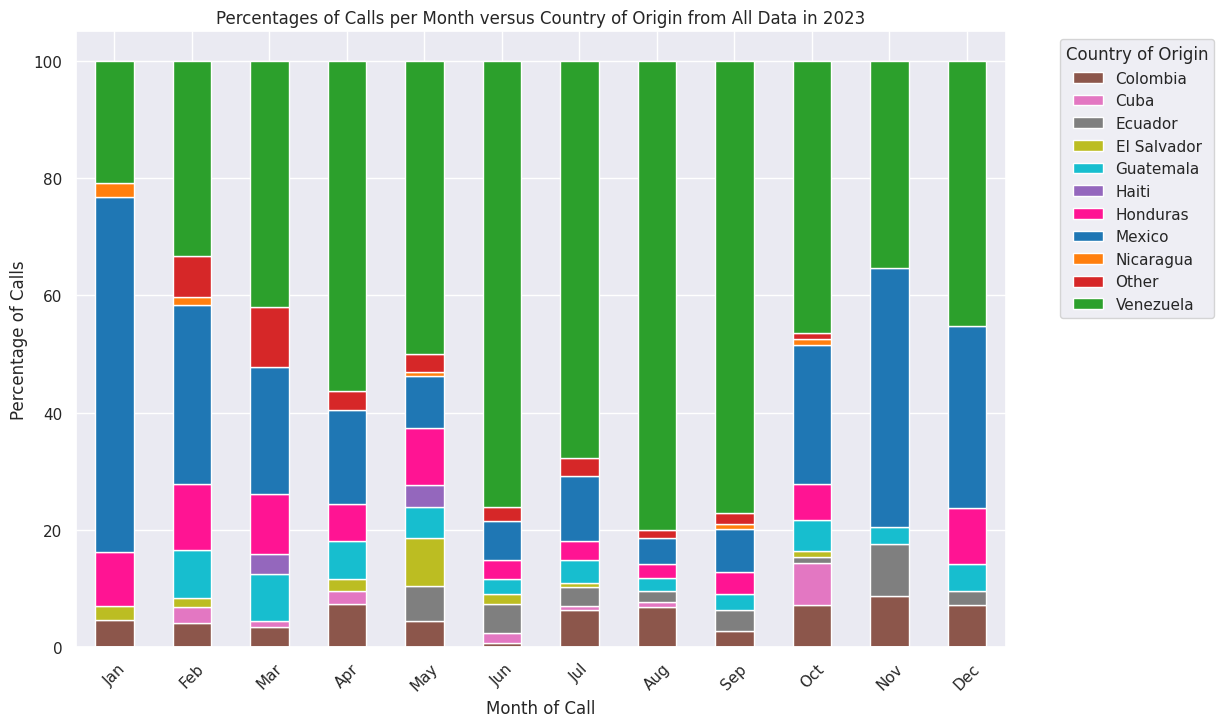 Percentages of Calls per Month versus Country of Origin from All Data in 2023
Percentage of Calls
100
80
60
40
20
0
Jan
Feb
Mar
Apr
May
Jun
Jul
Aug
Sep
Oct
Nov
Dec
Month of Call
Country of Origin
Colombia
Cuba
Ecuador
El Salvador
Guatemala
Haiti
Honduras
Mexico
Nicaragua
Other
Venezuela